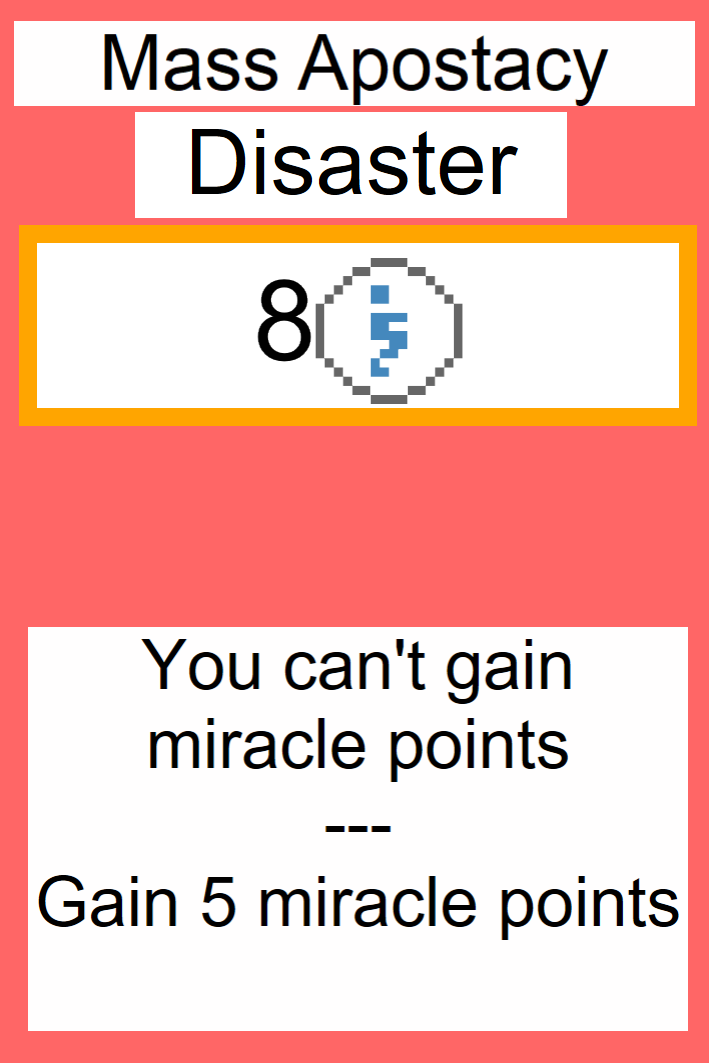 Mass Apostacy
Disaster
8
You can't gain
miracle points
---
Gain 5 miracle points